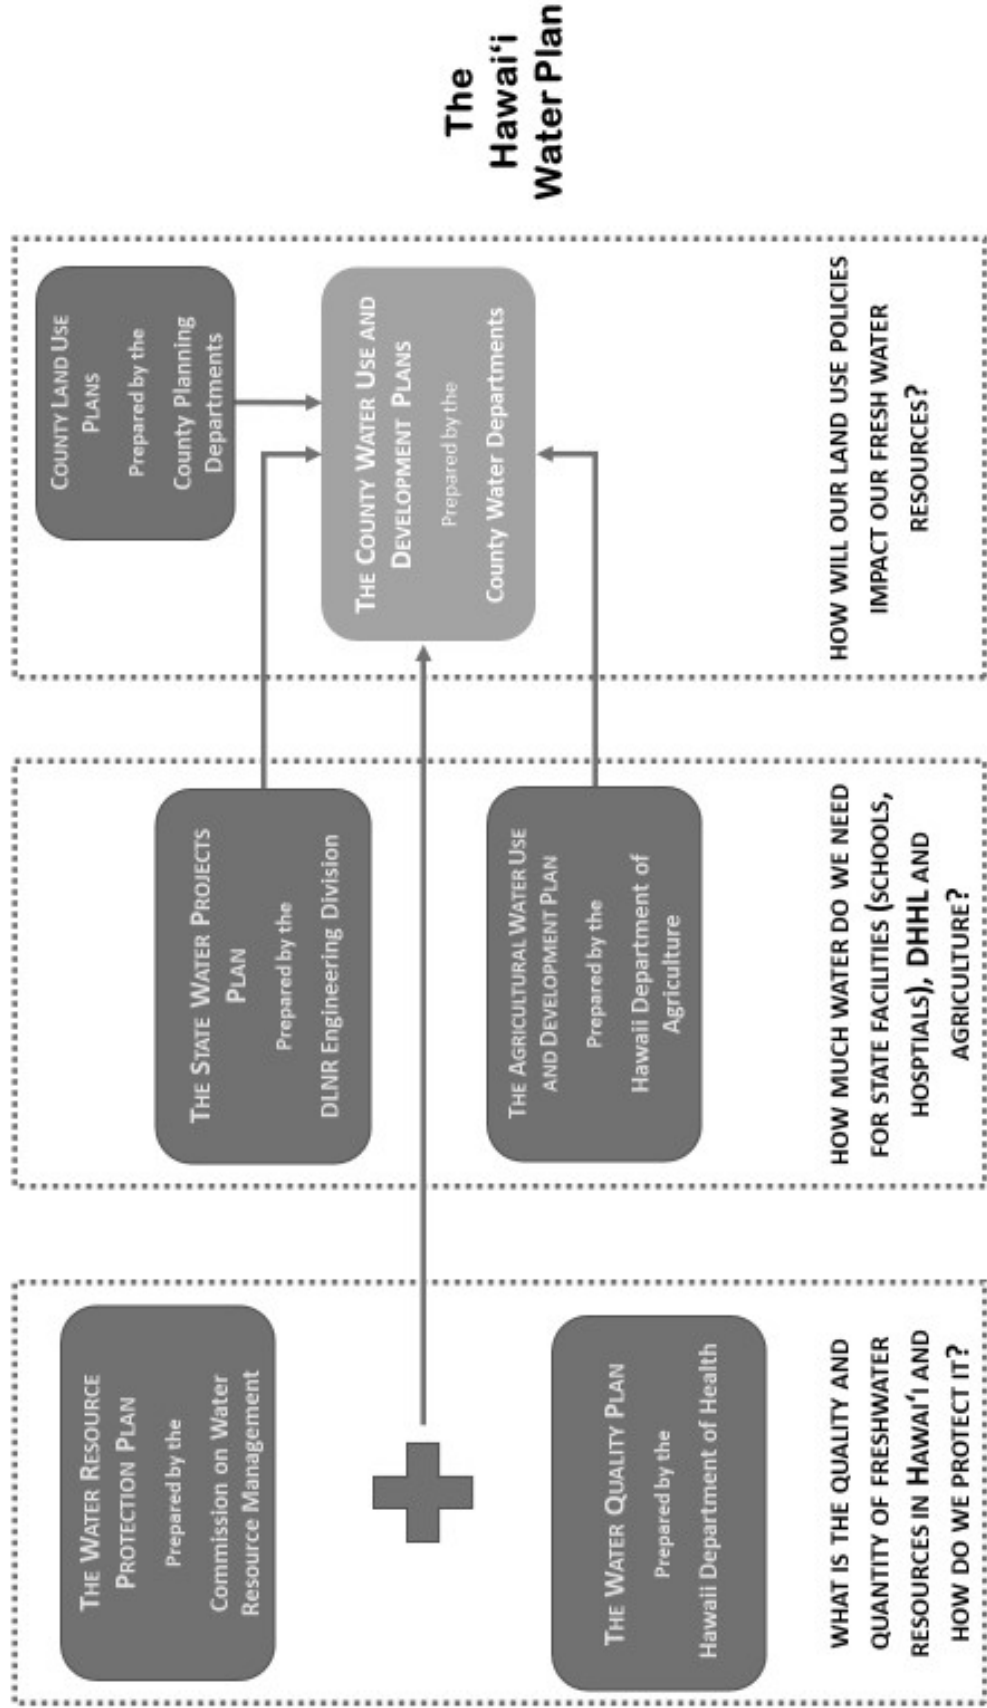 The
Hawai‘i
Water Plan
THE WATER RESOURCE
PROTECTION PLAN
Prepared by the
Commission on Water
Resource Management
THE WATER QUALITY PLAN
Prepared by the
Hawaii Department of Health
WHAT IS THE QUALITY AND
QUANTITY OF FRESHWATER
RESOURCES IN HAWAI‘I AND
HOW DO WE PROTECT IT?
THE STATE WATER PROJECTS
PLAN
Prepared by the
DLNR Engineering Division
THE AGRICULTURAL WATER USE
AND DEVELOPMENT PLAN
Prepared by the
Hawaii Department of
Agriculture
HOW MUCH WATER DO WE NEED
FOR STATE FACILITIES (SCHOOLS,
HOSPTIALS), DHHL AND
AGRICULTURE?
COUNTY LAND USE
PLANS
Prepared by the
County Planning
Departments
THE COUNTY WATER USE AND
DEVELOPMENT PLANS
Prepared by the
County Water Departments
HOW WILL OUR LAND USE POLICIES
IMPACT OUR FRESH WATER
RESOURCES?